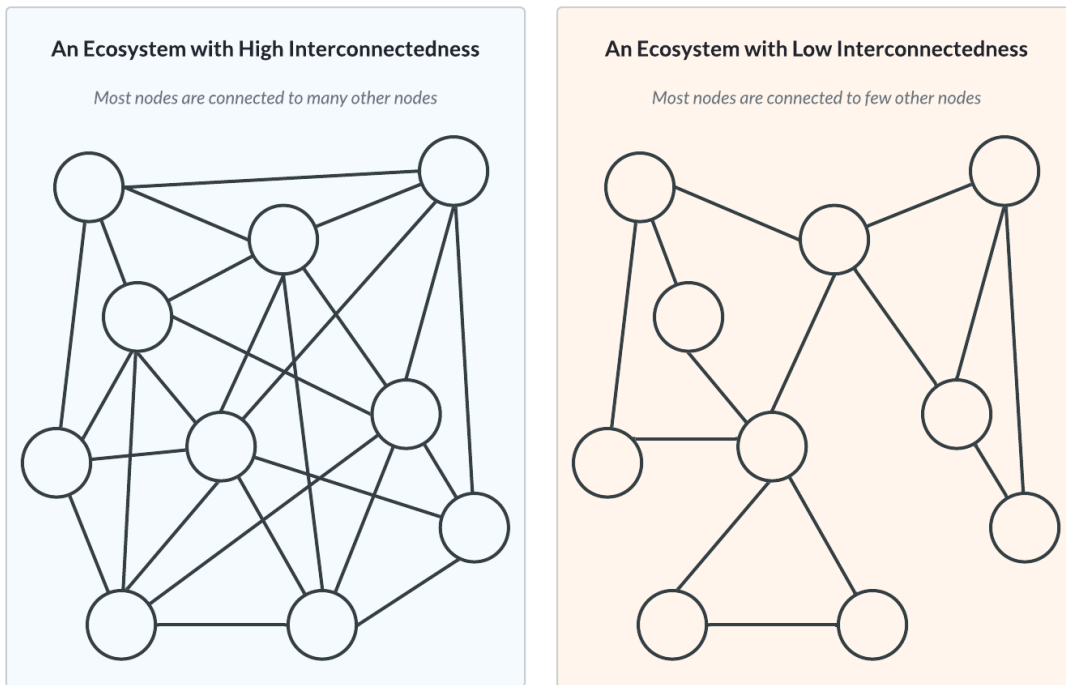 An Ecosystem with High Interconnectedness
Most nodes are connected to many other nodes
An Ecosystem with Low Interconnectedness
Most nodes are connected to few other nodes